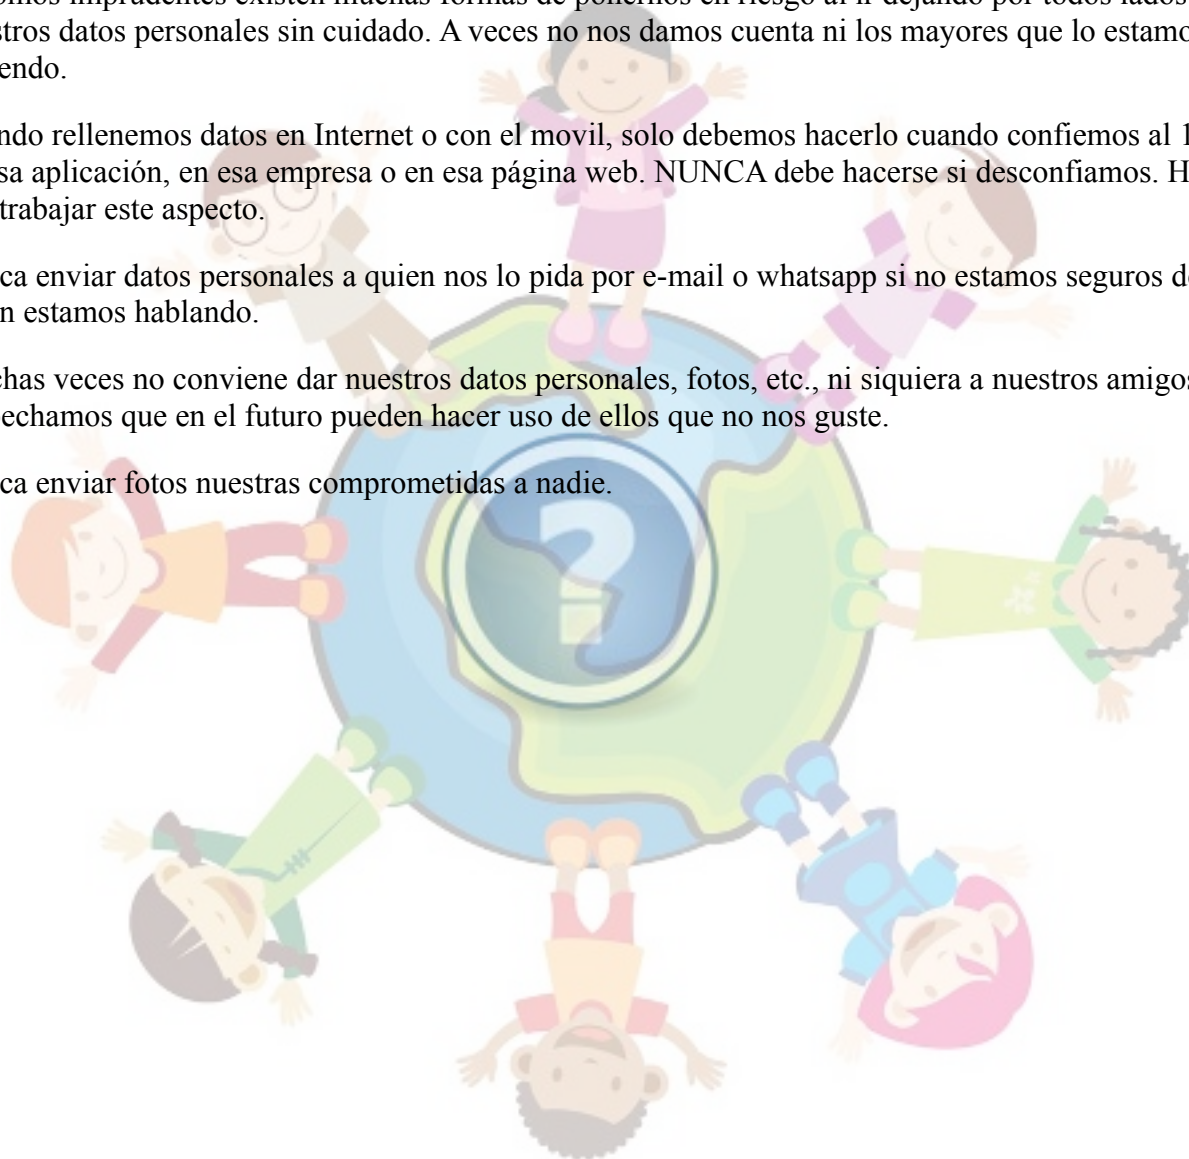 imprudentes existen muchas formas de ponernos en riesgo al ir dejando por todos lados
stros datos personales sin cuidado. A veces no nos damos cuenta ni los mayores que lo estamo
endo.
ndo rellenemos datos en Internet o con el movil, solo debemos hacerlo cuando confiemos al 1
sa aplicación, en esa empresa o en esa página web. NUNCA debe hacerse si desconfiamos. H
trabajar este aspecto.
ca enviar datos personales a quien nos lo pida por e-mail o whatsapp si no estamos seguros d
n estamos hablando.
chas veces no conviene dar nuestros datos personales, fotos, etc., ni siquiera a nuestros amigos
pechamos que en el futuro pueden hacer uso de ellos que no nos guste.
ca enviar fotos nuestras comprometidas a nadie.
?